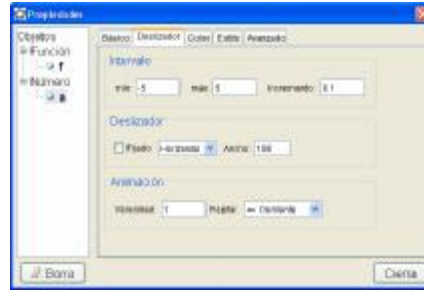 Propiedades
Objetos
Función
f
Número
a
Básico Deslizador Color Estilo Avanzado
Intervalo
mín: -5 máx: 5 Incremento: 0.1
Deslizador
Fijado Horizontal Ancho: 100
Animación
Velocidad: 1 Repite: Oscilante
Borra
Cierra